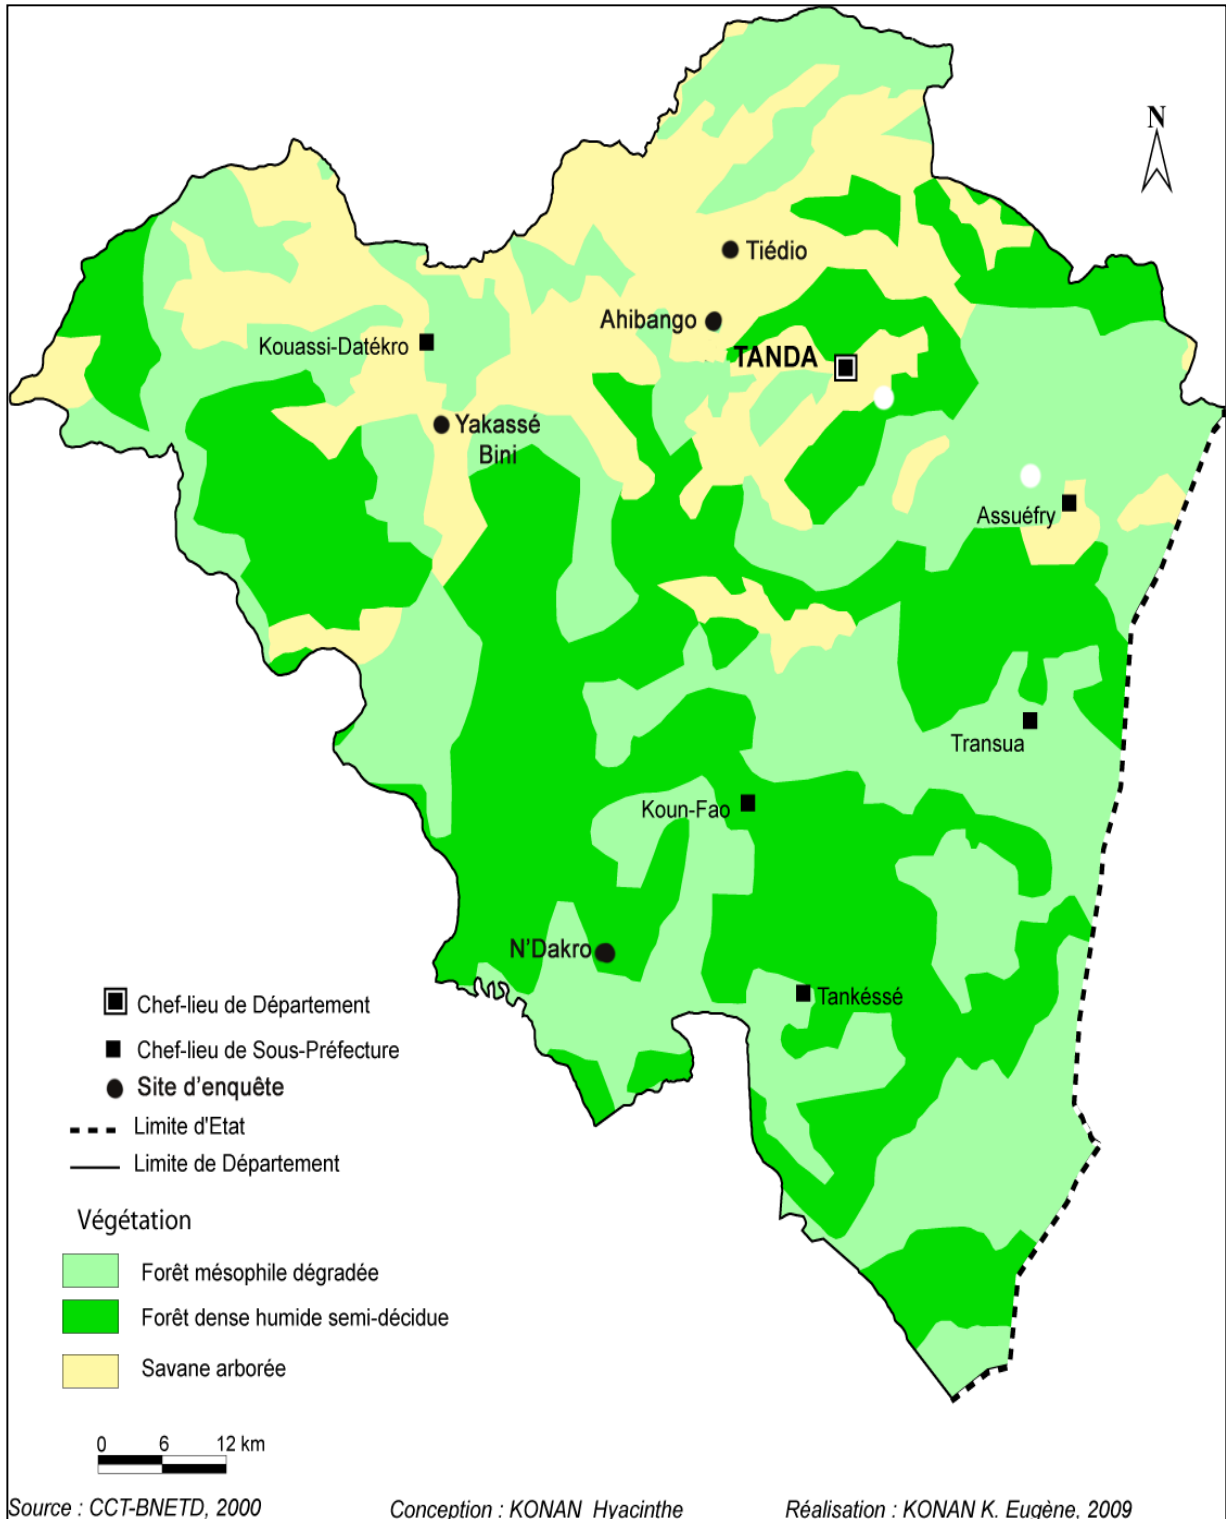 N
Tiédio
Ahibango
Kouassi-Datékro
TANDA
Yakassé
Bini
Assuéfry
Transua
Koun-Fao
N'Dakro
Tankéssé
Chef-lieu de Département
Chef-lieu de Sous-Préfecture
Site d'enquête
Limite d'Etat
Limite de Département
Végétation
Forêt mésophile dégradée
Forêt dense humide semi-décidue
Savane arborée
0 6 12 km
Source : CCT-BNETD, 2000 Conception : KONAN Hyacinthe Réalisation : KONAN K. Eugène, 2009